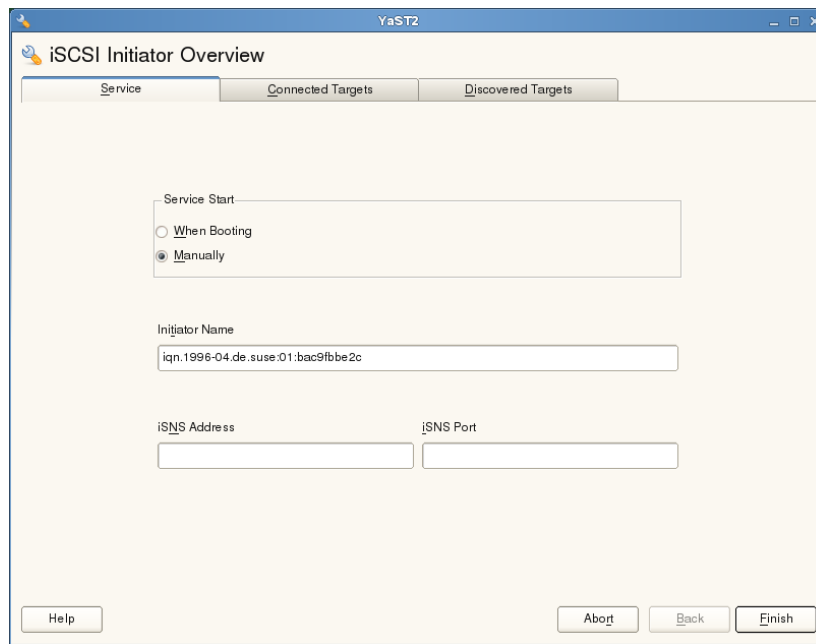 YaST2
iSCSI Initiator Overview
Service Connected Targets Discovered Targets
Service Start
When Booting
Manually
Initiator Name
iqn.1996-04.de.suse:01:bac9fbbe2c
iSNS Address iSNS Port
Help Abort Back Finish